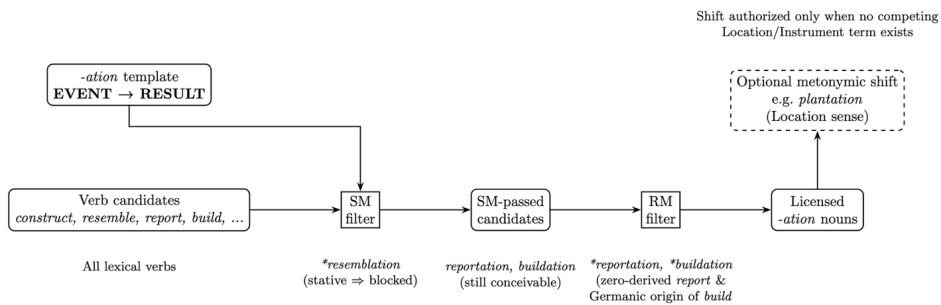 Shift authorized only when no competing
Location/Instrument term exists
-ation template
EVENT → RESULT
Optional metonymic shift
e.g. plantation
(Location sense)
Verb candidates
construct, resemble, report, build, ...
SM
filter
SM-passed
candidates
RM
filter
Licensed
-ation nouns
All lexical verbs
*resemblation
(stative ⇒ blocked)
reportation, buildation
(still conceivable)
*reportation, *buildation
(zero-derived report &
Germanic origin of build